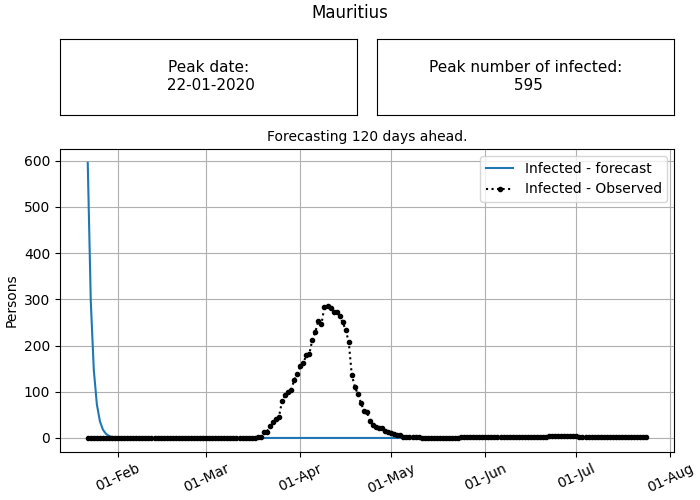 Mauritius
Peak date:
22-01-2020
Peak number of infected:
595
Forecasting 120 days ahead.
Infected - forecast
Infected - Observed
Persons
600
500
400
300
200
100
0
01-Feb
01-Mar
01-Apr
01-May
01-Jun
01-Jul
01-Aug